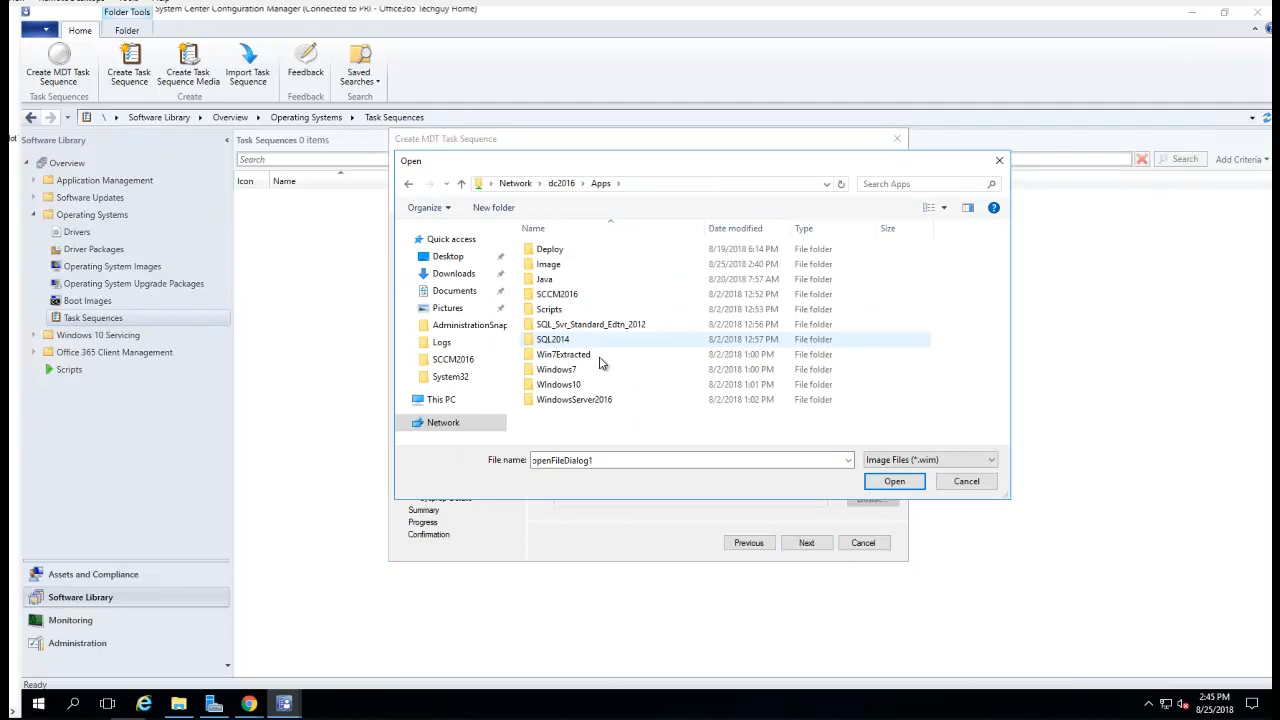 System Center Configuration Manager (Connected to PRI - Office365 Techguy Home)
Folder Tools
Home
Folder
Create MDT Task Sequence
Create Task Sequence
Create Task Sequence Media
Import Task Sequence
Feedback
Saved Searches
Task Sequences
Create
Feedback
Search
\
Software Library
Overview
Operating Systems
Task Sequences
Software Library
Overview
Application Management
Software Updates
Operating Systems
Drivers
Driver Packages
Operating System Images
Operating System Upgrade Packages
Boot Images
Task Sequences
Windows 10 Servicing
Office 365 Client Management
Scripts
Assets and Compliance
Software Library
Monitoring
Administration
Ready
Task Sequences 0 items
Search
Search
Add Criteria
Icon
Name
Create MDT Task Sequence
Open
Network
dc2016
Apps
Search Apps
Organize
New folder
Quick access
Desktop
Downloads
Documents
Pictures
AdministrationSnap
Logs
SCCM2016
System32
This PC
Network
Name Date modified Type Size
Deploy 8/19/2018 6:14 PM File folder
Image 8/25/2018 2:40 PM File folder
Java 8/20/2018 7:57 AM File folder
SCCM2016 8/2/2018 12:52 PM File folder
Scripts 8/2/2018 12:53 PM File folder
SQL_Svr_Standard_Edtn_2012 8/2/2018 12:56 PM File folder
SQL2014 8/2/2018 12:57 PM File folder
Win7Extracted 8/2/2018 1:00 PM File folder
Windows7 8/2/2018 1:00 PM File folder
WIndows10 8/2/2018 1:01 PM File folder
WindowsServer2016 8/2/2018 1:02 PM File folder
File name: openFileDialog1
Image Files (*.wim)
Open
Cancel
Summary
Progress
Confirmation
Previous
Next
Cancel
2:45 PM
8/25/2018